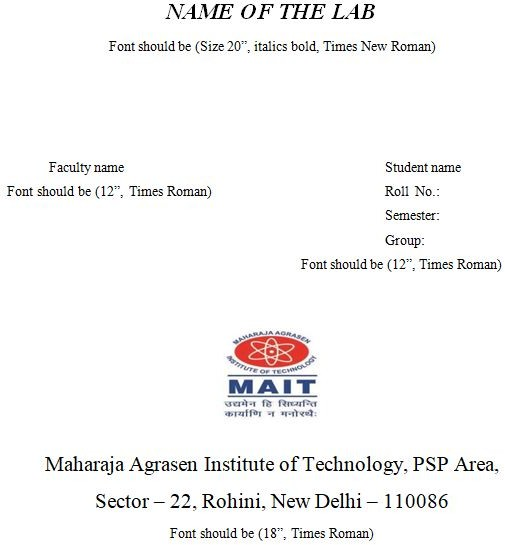 NAME OF THE LAB
Font should be (Size 20”, italics bold, Times New Roman)
Faculty name
Font should be (12”, Times Roman)
Student name
Roll No.:
Semester:
Group:
Font should be (12”, Times Roman)
MAHARAJA AGRASEN
INSTITUTE OF TECHNOLOGY
MAIT
उद्यमेन हि सिध्यन्ति
कार्याणि न मनोरथैः
Maharaja Agrasen Institute of Technology, PSP Area,
Sector – 22, Rohini, New Delhi – 110086
Font should be (18”, Times Roman)